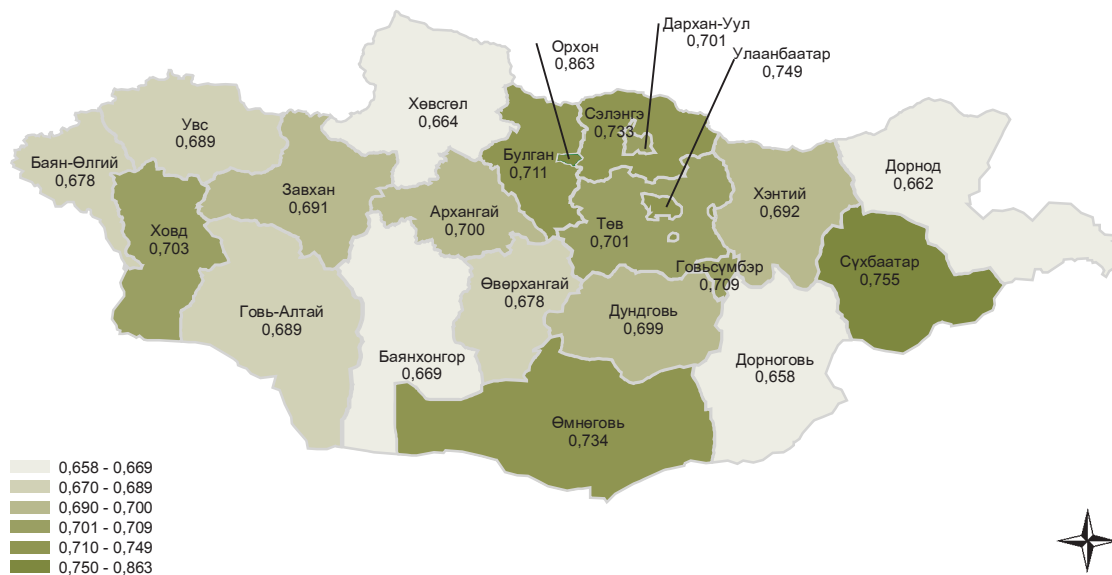 Дархан-Уул
0,701
Орхон
0,863
Улаанбаатар
0,749
Хөвсгөл
0,664
Сэлэнгэ
0,733
Увс
0,689
Баян-Өлгий
0,678
Булган
0,711
Дорнод
0,662
Завхан
0,691
Хэнтий
0,692
Архангай
0,700
Ховд
0,703
Төв
0,701
Говьсүмбэр
0,709
Сүхбаатар
0,755
Өвөрхангай
0,678
Говь-Алтай
0,689
Дундговь
0,699
Баянхонгор
0,669
Дорноговь
0,658
Өмнөговь
0,734
0,658 - 0,669
0,670 - 0,689
0,690 - 0,700
0,701 - 0,709
0,710 - 0,749
0,750 - 0,863